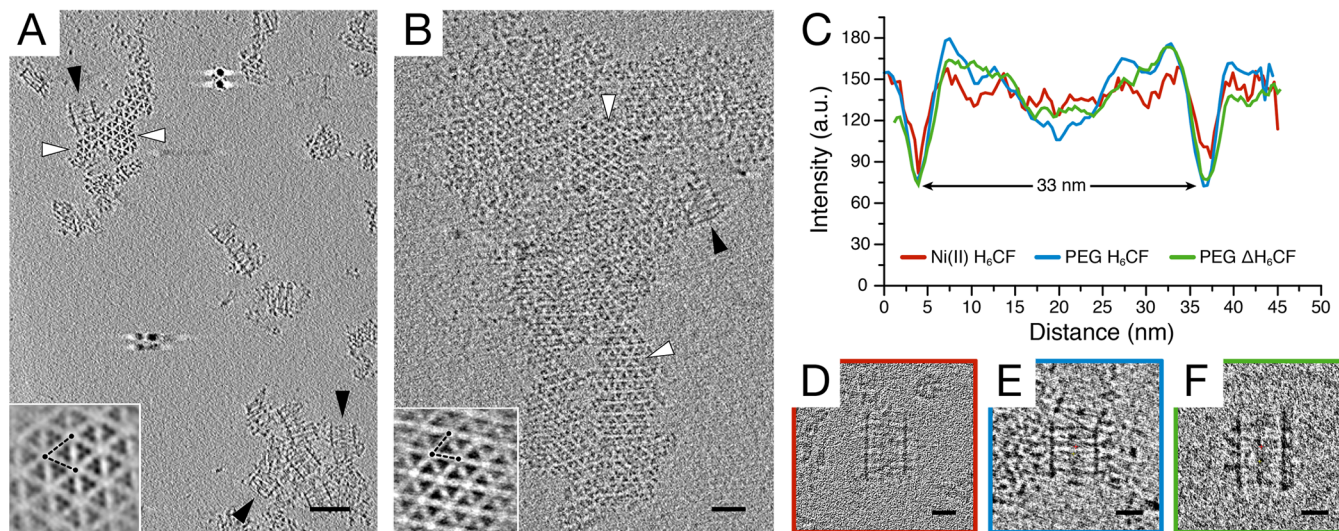 A
B
C
180
150
120
90
60
30
0
Intensity (a.u.)
33 nm
Ni(II) H₆CF PEG H₆CF PEG ΔH₆CF
0 5 10 15 20 25 30 35 40 45 50
Distance (nm)
D
E
F